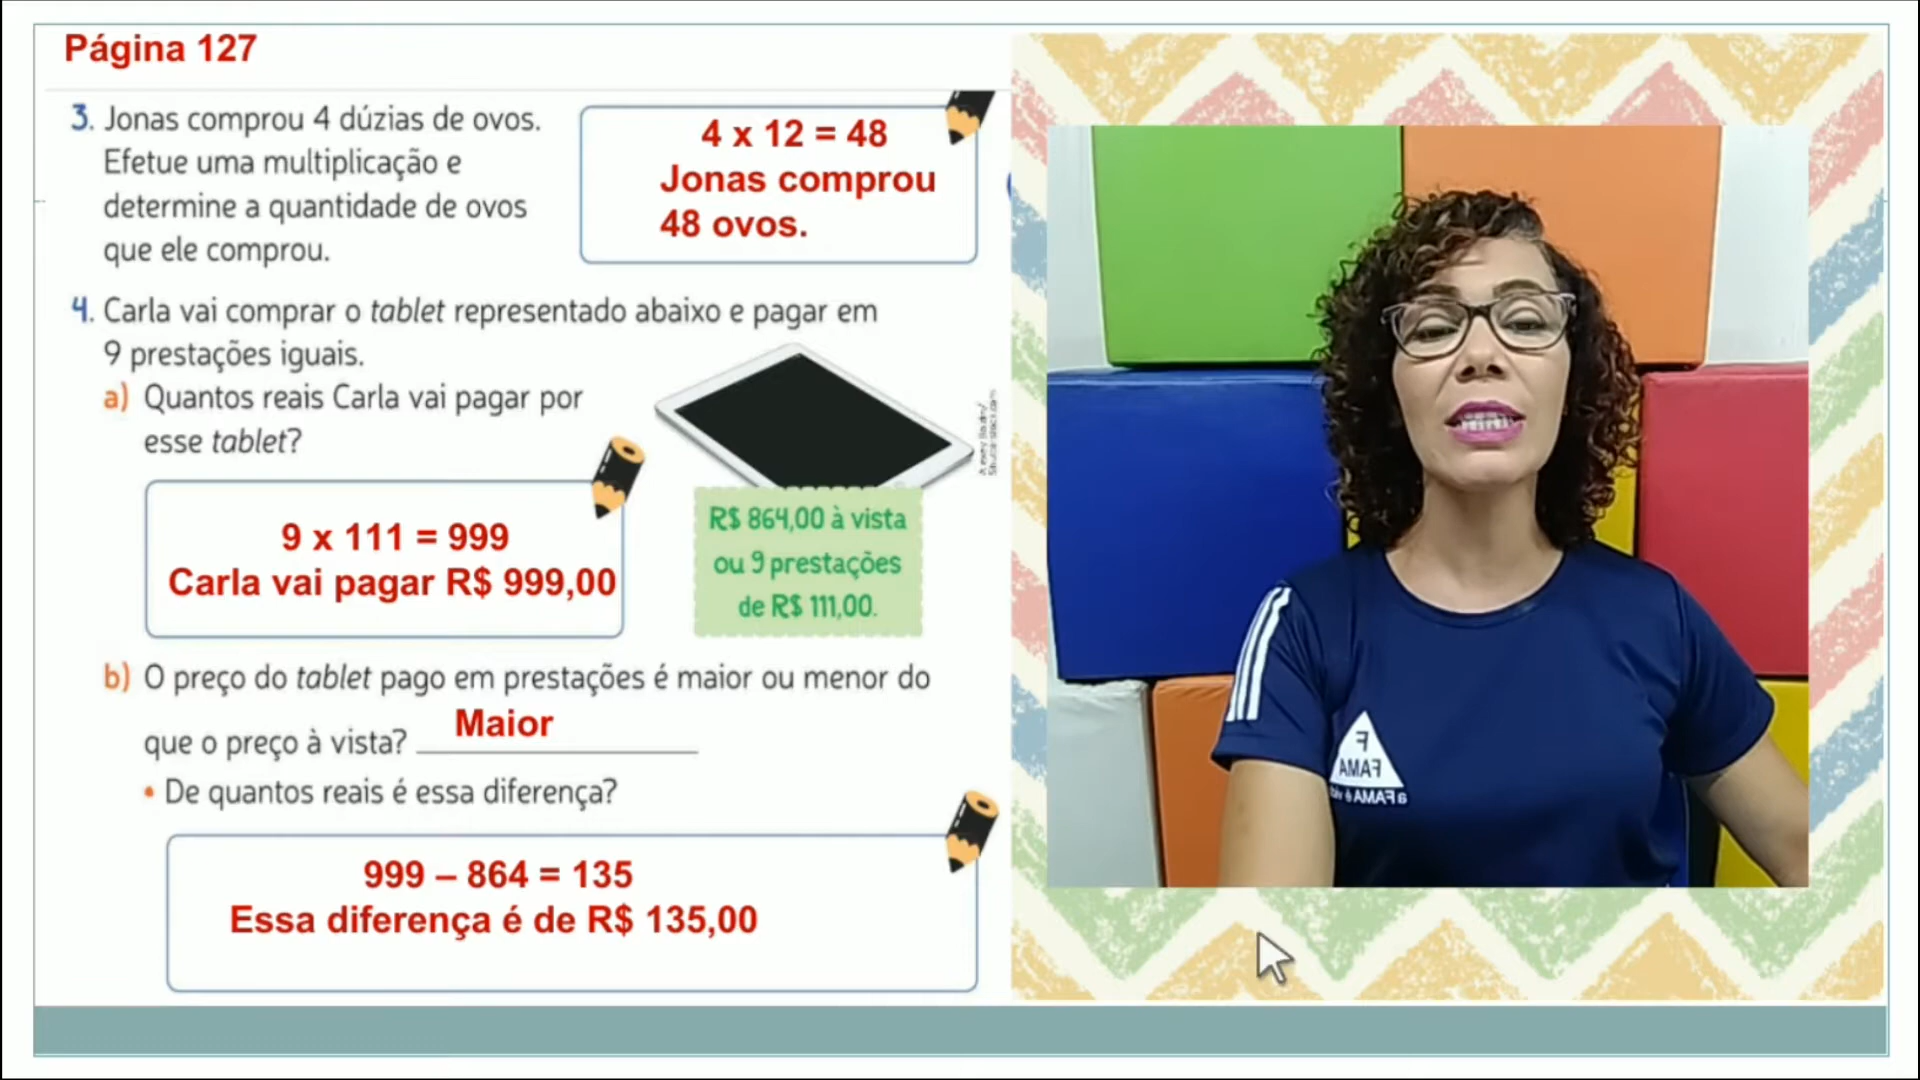 Página 127
3. Jonas comprou 4 dúzias de ovos.
Efetue uma multiplicação e
determine a quantidade de ovos
que ele comprou.
4 x 12 = 48
Jonas comprou
48 ovos.
4. Carla vai comprar o tablet representado abaixo e pagar em
9 prestações iguais.
a) Quantos reais Carla vai pagar por
esse tablet?
9 x 111 = 999
Carla vai pagar R$ 999,00
R$ 864,00 à vista
ou 9 prestações
de R$ 111,00.
b) O preço do tablet pago em prestações é maior ou menor do
que o preço à vista? Maior
• De quantos reais é essa diferença?
999 – 864 = 135
Essa diferença é de R$ 135,00
F
FAMA
a FAMA é